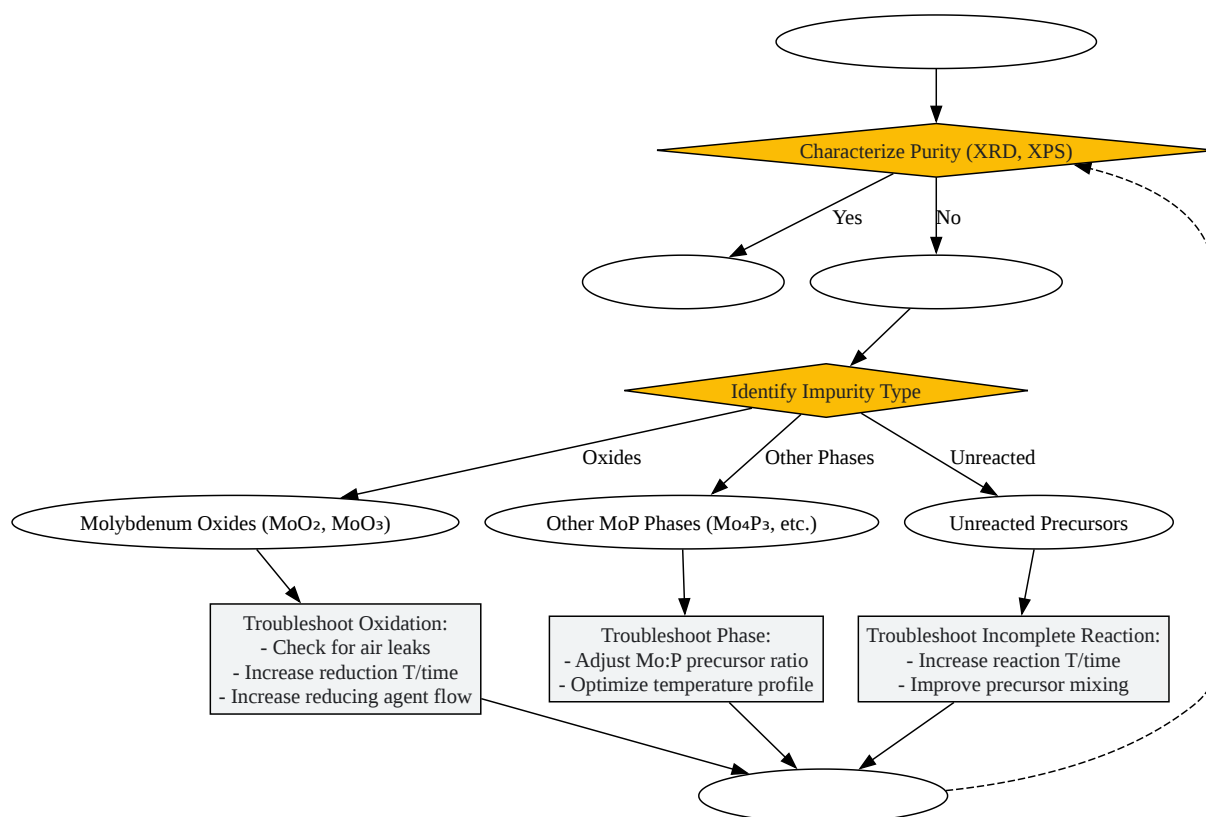 Characterize Purity (XRD, XPS)
Yes
No
Identify Impurity Type
Oxides
Other Phases
Unreacted
Molybdenum Oxides (MoO₂, MoO₃)
Other MoP Phases (Mo₄P₃, etc.)
Unreacted Precursors
Troubleshoot Oxidation:
- Check for air leaks
- Increase reduction T/time
- Increase reducing agent flow
Troubleshoot Phase:
- Adjust Mo:P precursor ratio
- Optimize temperature profile
Troubleshoot Incomplete Reaction:
- Increase reaction T/time
- Improve precursor mixing